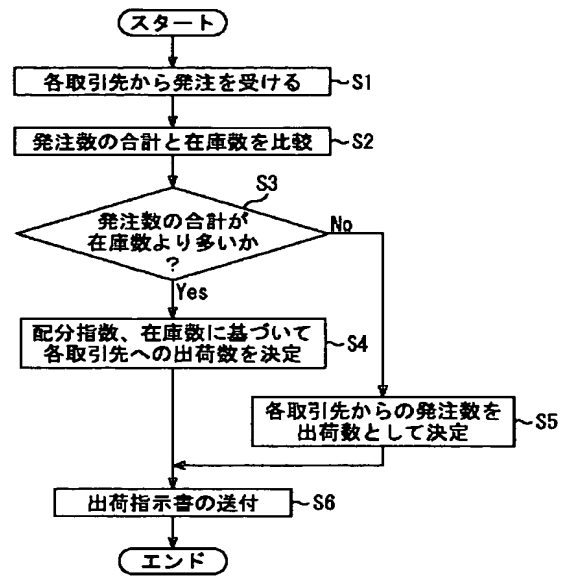 スタート
各取引先から発注を受ける
S1
発注数の合計と在庫数を比較
S2
S3
発注数の合計が
在庫数より多いか
?
No
Yes
配分指数、在庫数に基づいて
各取引先への出荷数を決定
S4
各取引先からの発注数を
出荷数として決定
S5
出荷指示書の送付
S6
エンド